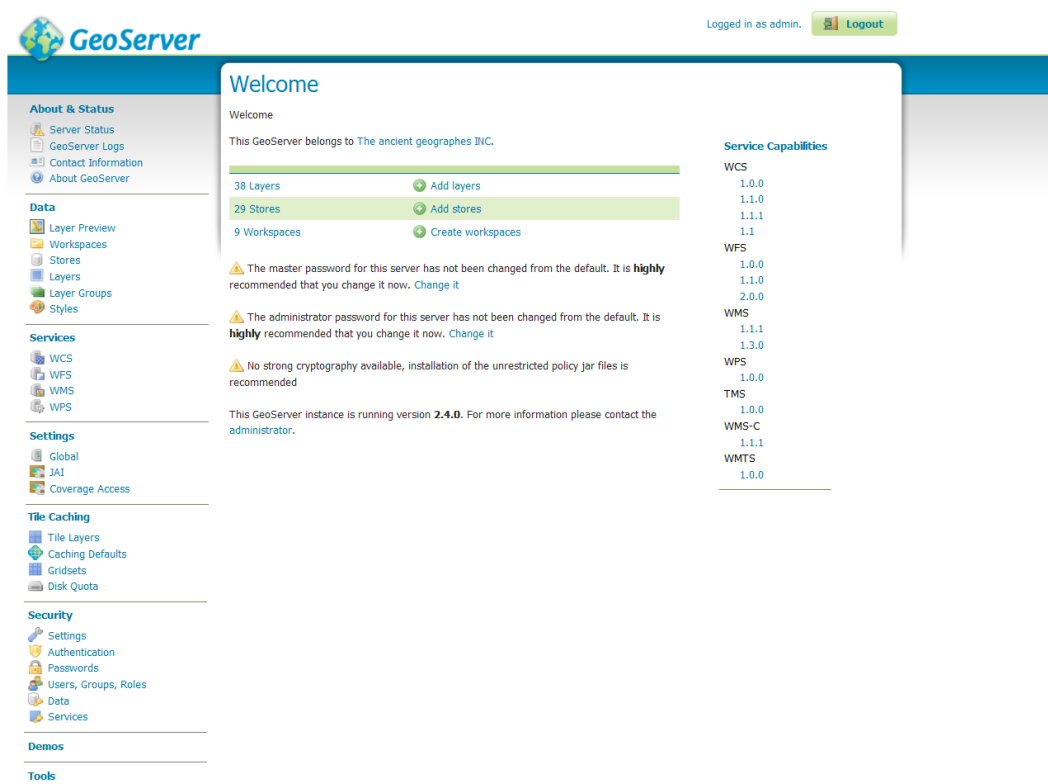 GeoServer
Logged in as admin.
Logout
About & Status
Server Status
GeoServer Logs
Contact Information
About GeoServer
Data
Layer Preview
Workspaces
Stores
Layers
Layer Groups
Styles
Services
WCS
WFS
WMS
WPS
Settings
Global
JAI
Coverage Access
Tile Caching
Tile Layers
Caching Defaults
Gridsets
Disk Quota
Security
Settings
Authentication
Passwords
Users, Groups, Roles
Data
Services
Demos
Tools
Welcome
Welcome
This GeoServer belongs to The ancient geographes INC.
38 Layers Add layers
29 Stores Add stores
9 Workspaces Create workspaces
The master password for this server has not been changed from the default. It is highly
recommended that you change it now. Change it
The administrator password for this server has not been changed from the default. It is
highly recommended that you change it now. Change it
No strong cryptography available, installation of the unrestricted policy jar files is
recommended
This GeoServer instance is running version 2.4.0. For more information please contact the
administrator.
Service Capabilities
WCS
1.0.0
1.1.0
1.1.1
1.1
WFS
1.0.0
1.1.0
2.0.0
WMS
1.1.1
1.3.0
WPS
1.0.0
TMS
1.0.0
WMS-C
1.1.1
WMTS
1.0.0